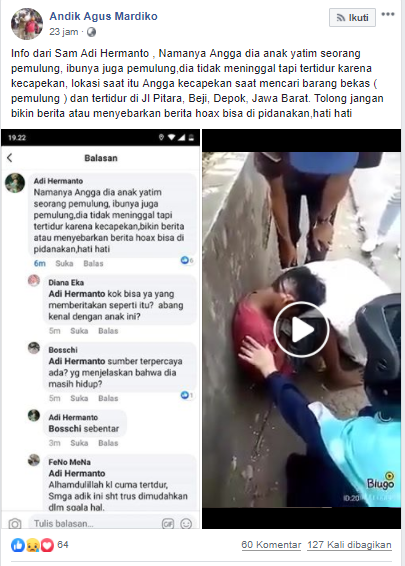 Andik Agus Mardiko
23 jam ·
Ikuti
Info dari Sam Adi Hermanto , Namanya Angga dia anak yatim seorang
pemulung, ibunya juga pemulung,dia tidak meninggal tapi tertidur karena
kecapekan, lokasi saat itu Angga kecapekan saat mencari barang bekas (
pemulung ) dan tertidur di Jl Pitara, Beji, Depok, Jawa Barat. Tolong jangan
bikin berita atau menyebarkan berita hoax bisa di pidanakan,hati hati
19.22
Balasan
Adi Hermanto
Namanya Angga dia anak yatim
seorang pemulung, ibunya juga
pemulung,dia tidak meninggal tapi
tertidur karena kecapekan,bikin berita
atau menyebarkan berita hoax bisa di
pidanakan,hati hati
6m Suka Balas
6
Diana Eka
Adi Hermanto kok bisa ya yang
memberitakan seperti itu? abang
kenal dengan anak ini?
5m Suka Balas
Bosschi
Adi Hermanto sumber terpercaya
ada? yg menjelaskan bahwa dia
masih hidup?
5m Suka Balas
1
Adi Hermanto
Bosschi sebentar
3m Suka Balas
FeNo MeNa
Adi Hermanto
Alhamdulillah kl cuma tertdur,
Smga adik ini sht trus dimudahkan
dlm soala hal.
Tulis balasan...
GIF
Biugo
64
60 Komentar 127 Kali dibagikan